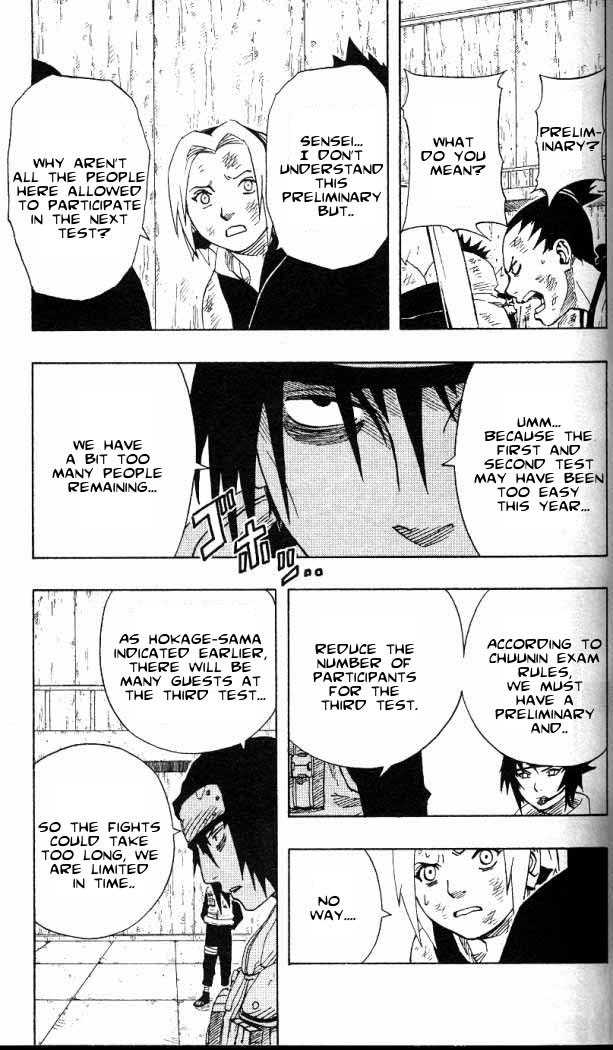 PRELIM-
INARY?
WHAT
DO YOU
MEAN?
SENSEI...
I DON'T
UNDERSTAND
THIS
PRELIMINARY
BUT..
WHY AREN'T
ALL THE PEOPLE
HERE ALLOWED
TO PARTICIPATE
IN THE NEXT
TEST?
UMM...
BECAUSE THE
FIRST AND
SECOND TEST
MAY HAVE BEEN
TOO EASY
THIS YEAR...
WE HAVE
A BIT TOO
MANY PEOPLE
REMAINING...
ゴホッ..
ACCORDING TO
CHUUNIN EXAM
RULES,
WE MUST
HAVE A
PRELIMINARY
AND..
REDUCE THE
NUMBER OF
PARTICIPANTS
FOR THE
THIRD TEST.
AS HOKAGE-SAMA
INDICATED EARLIER,
THERE WILL BE
MANY GUESTS
AT THE THIRD TEST...
SO THE FIGHTS
COULD TAKE
TOO LONG, WE
ARE LIMITED
IN TIME..
NO
WAY....